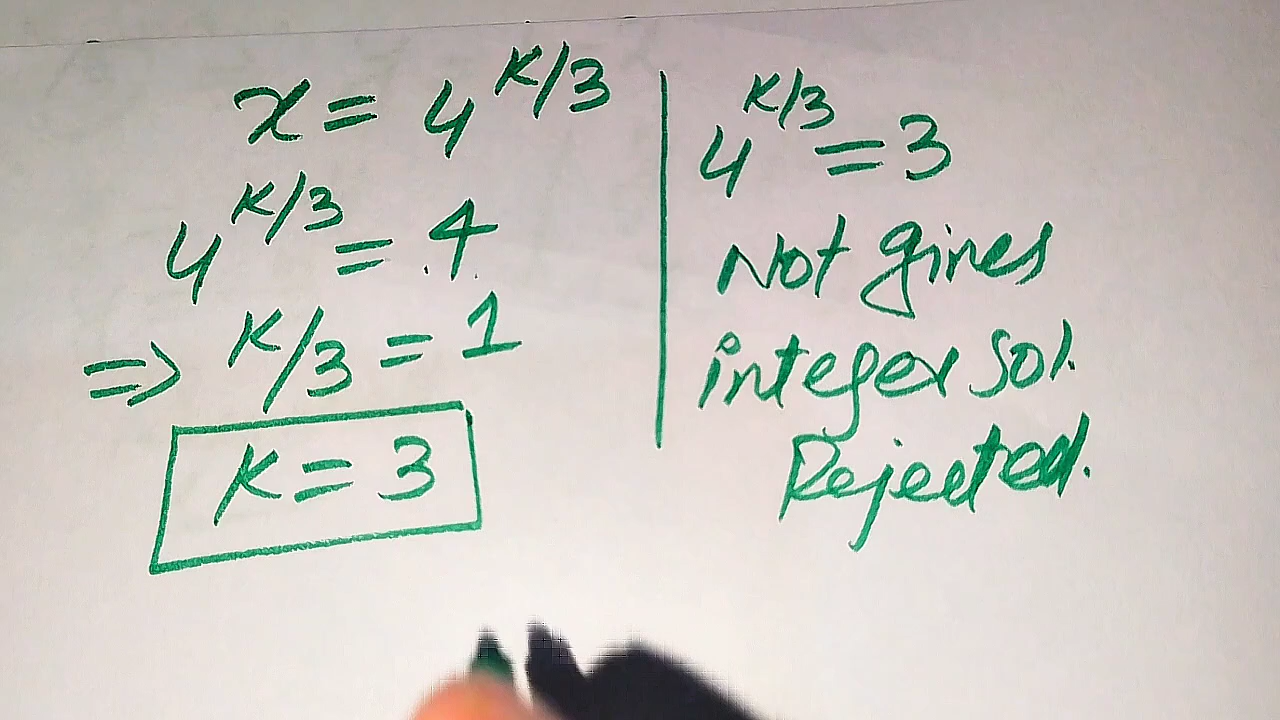 x = 4^{K/3}
4^{K/3} = 4
=> K/3 = 1
K = 3
4^{K/3} = 3
Not gives
integer sol.
Rejected.